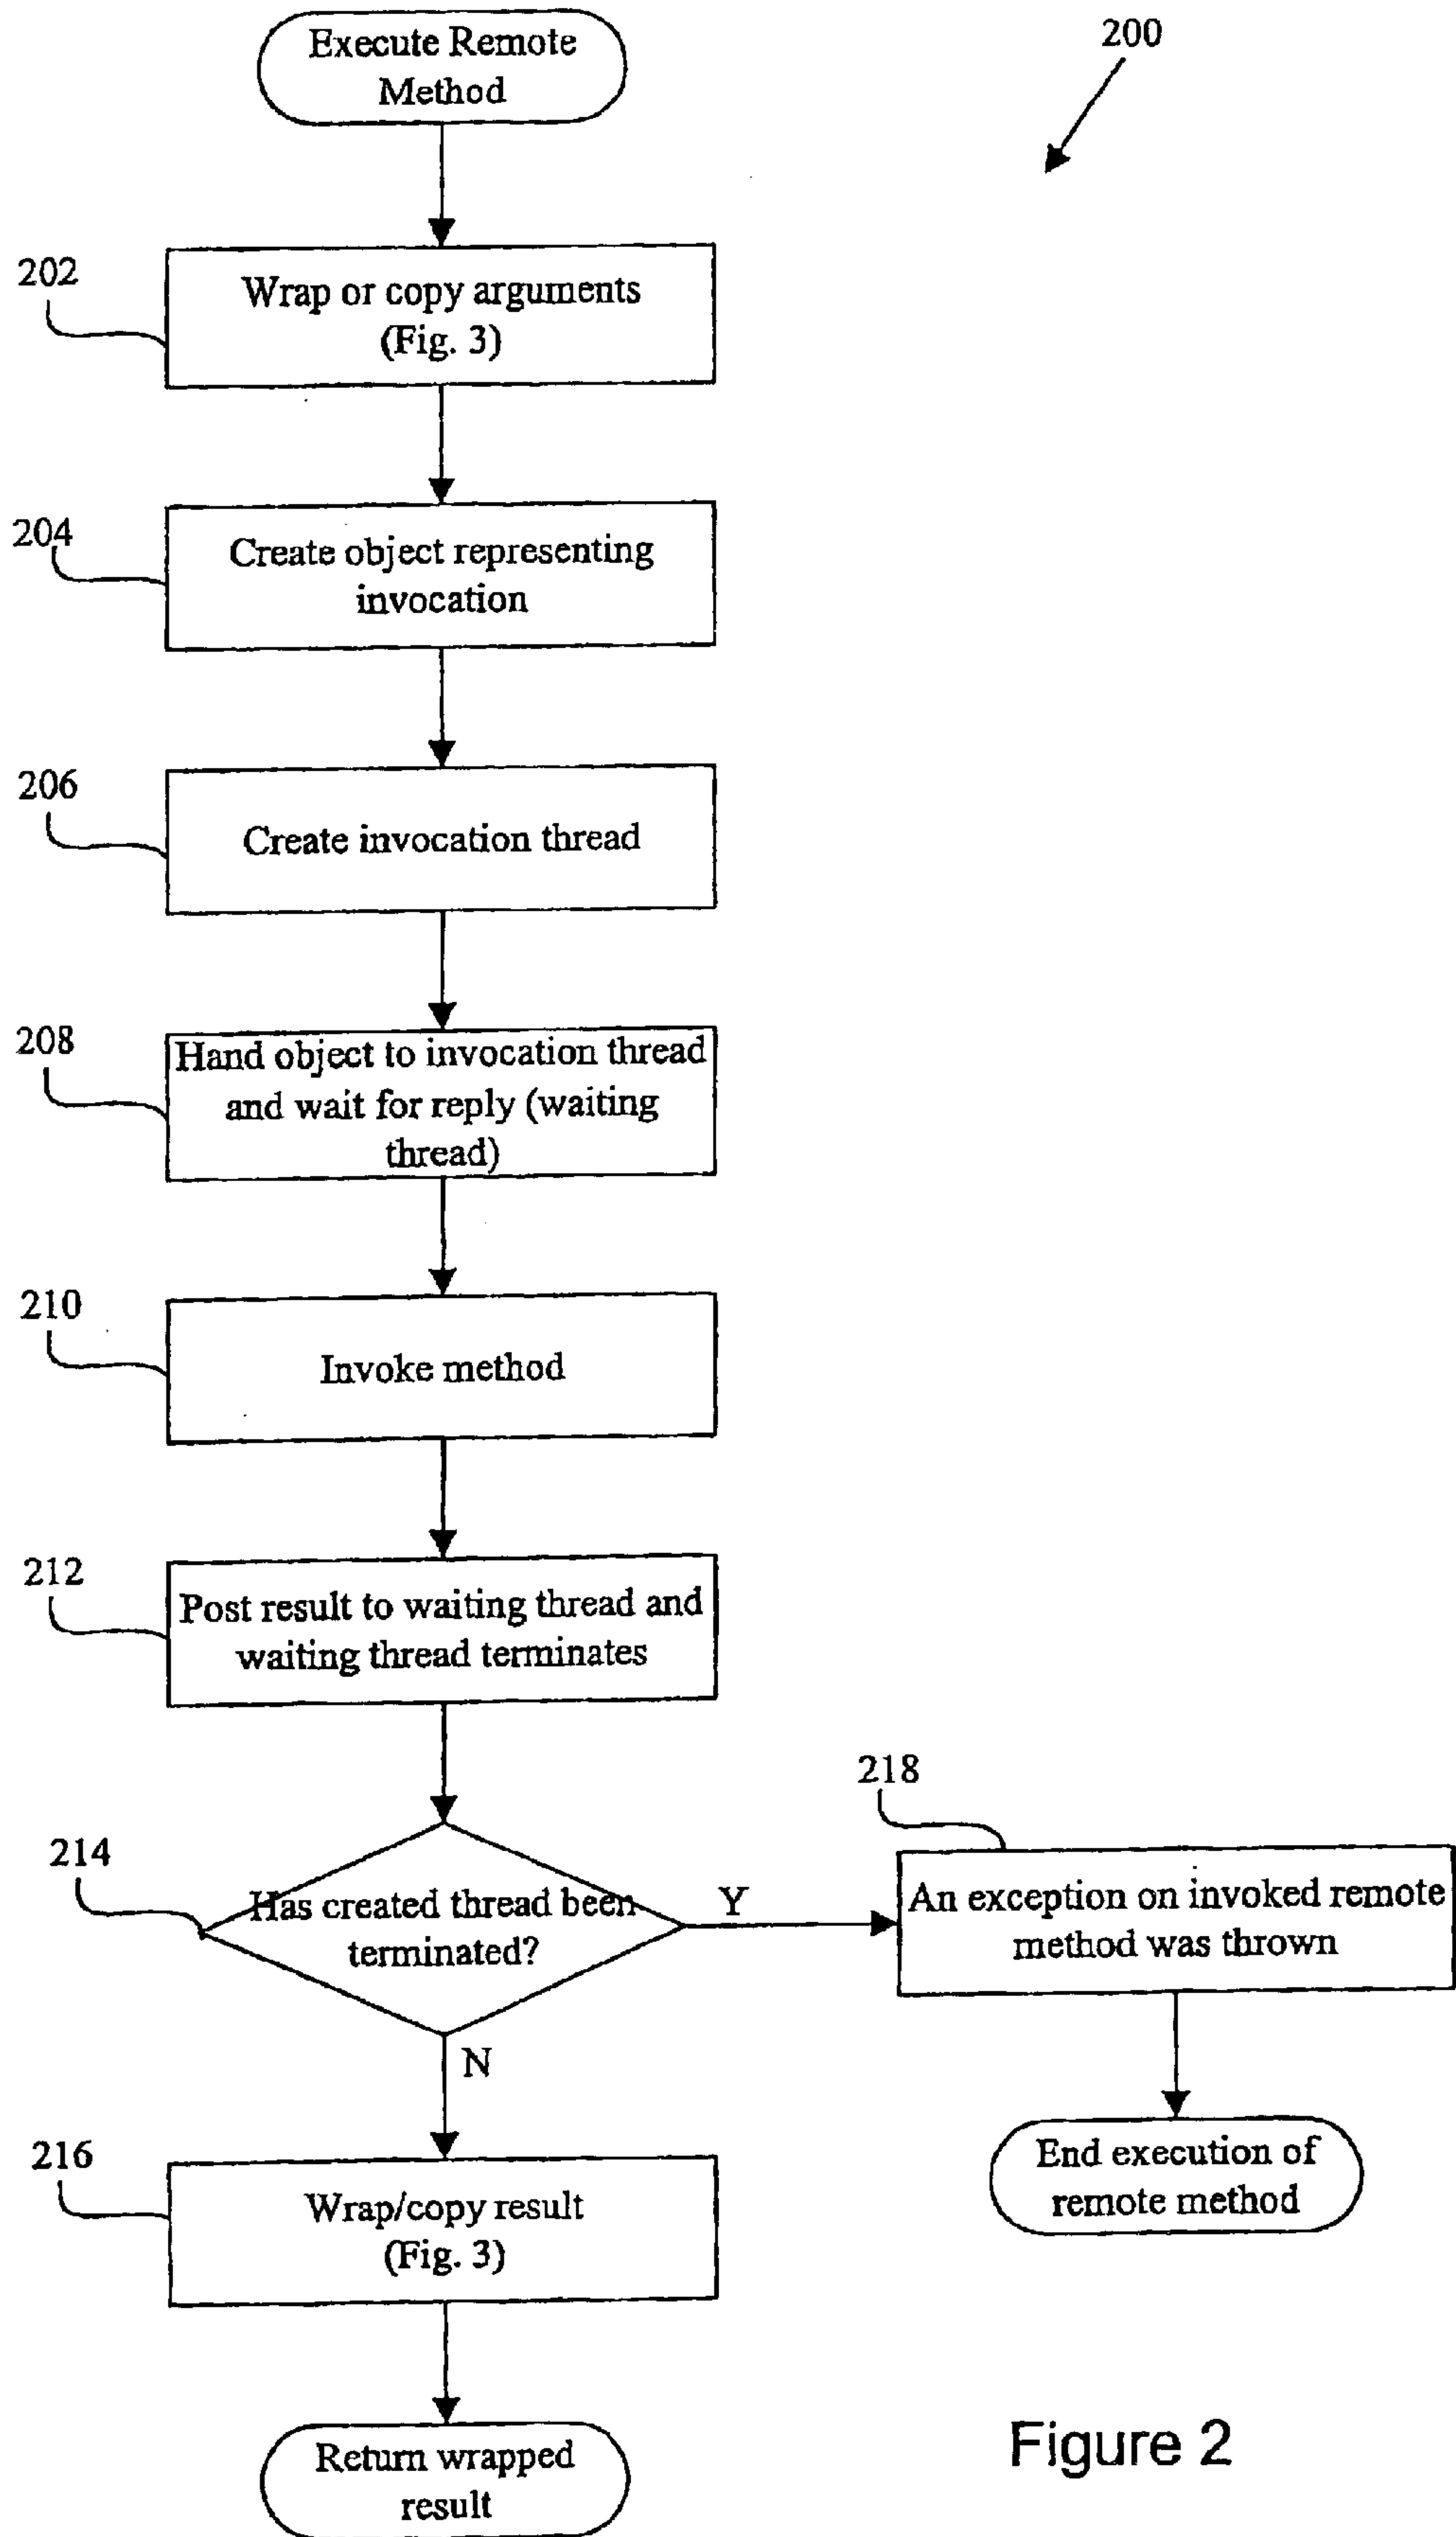 Execute Remote
Method
200
202
Wrap or copy arguments
(Fig. 3)
204
Create object representing
invocation
206
Create invocation thread
208
Hand object to invocation thread
and wait for reply (waiting
thread)
210
Invoke method
212
Post result to waiting thread and
waiting thread terminates
214
Has created thread been
terminated?
Y
218
An exception on invoked remote
method was thrown
N
End execution of
remote method
216
Wrap/copy result
(Fig. 3)
Return wrapped
result
Figure 2